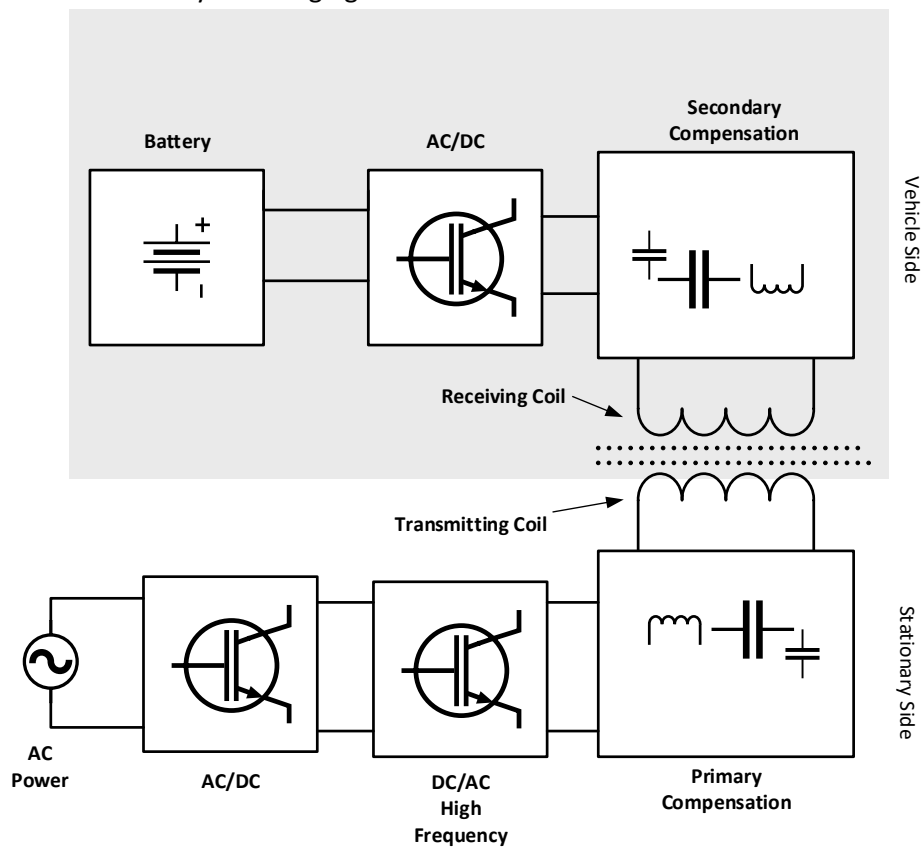 Secondary
Compensation
Battery
AC/DC
Vehicle Side
+
Receiving Coil
Transmitting Coil
Stationary Side
AC
Power
AC/DC
DC/AC
High
Frequency
Primary
Compensation